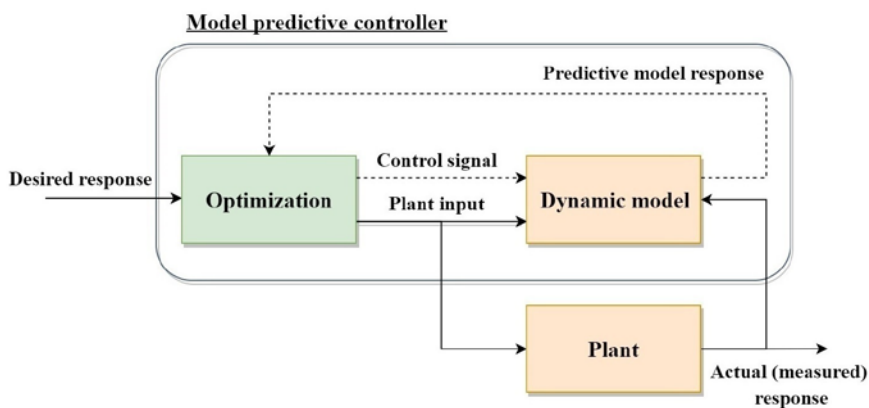 Model predictive controller
Predictive model response
Control signal
Desired response
Optimization
Plant input
Dynamic model
Plant
Actual (measured)
response